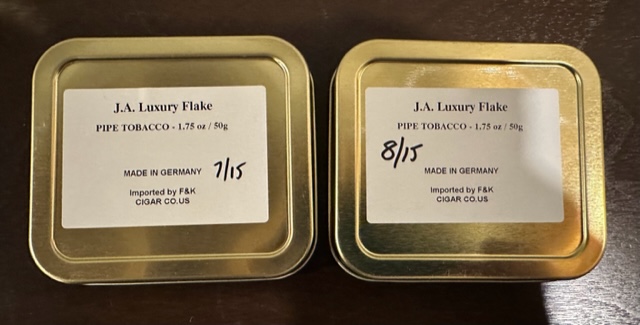 J.A. Luxury Flake
PIPE TOBACCO - 1.75 oz / 50g
MADE IN GERMANY 7/15
Imported by F&K
CIGAR CO.US
J.A. Luxury Flake
PIPE TOBACCO - 1.75 oz / 50g
8/15
MADE IN GERMANY
Imported by F&K
CIGAR CO.US